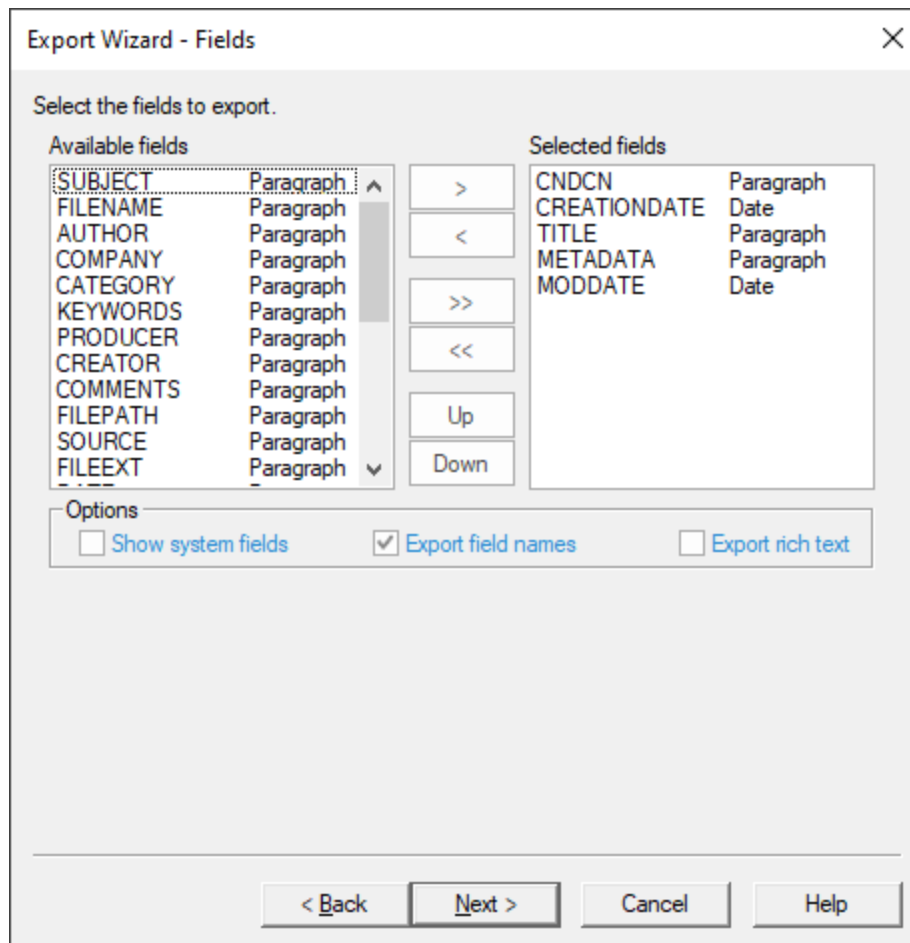 Export Wizard - Fields
Select the fields to export.
Available fields
SUBJECT Paragraph
FILENAME Paragraph
AUTHOR Paragraph
COMPANY Paragraph
CATEGORY Paragraph
KEYWORDS Paragraph
PRODUCER Paragraph
CREATOR Paragraph
COMMENTS Paragraph
FILEPATH Paragraph
SOURCE Paragraph
FILEEXT Paragraph
>
<
>>
<<
Up
Down
Selected fields
CNDCN Paragraph
CREATIONDATE Date
TITLE Paragraph
METADATA Paragraph
MODDATE Date
Options
Show system fields Export field names Export rich text
< Back Next > Cancel Help